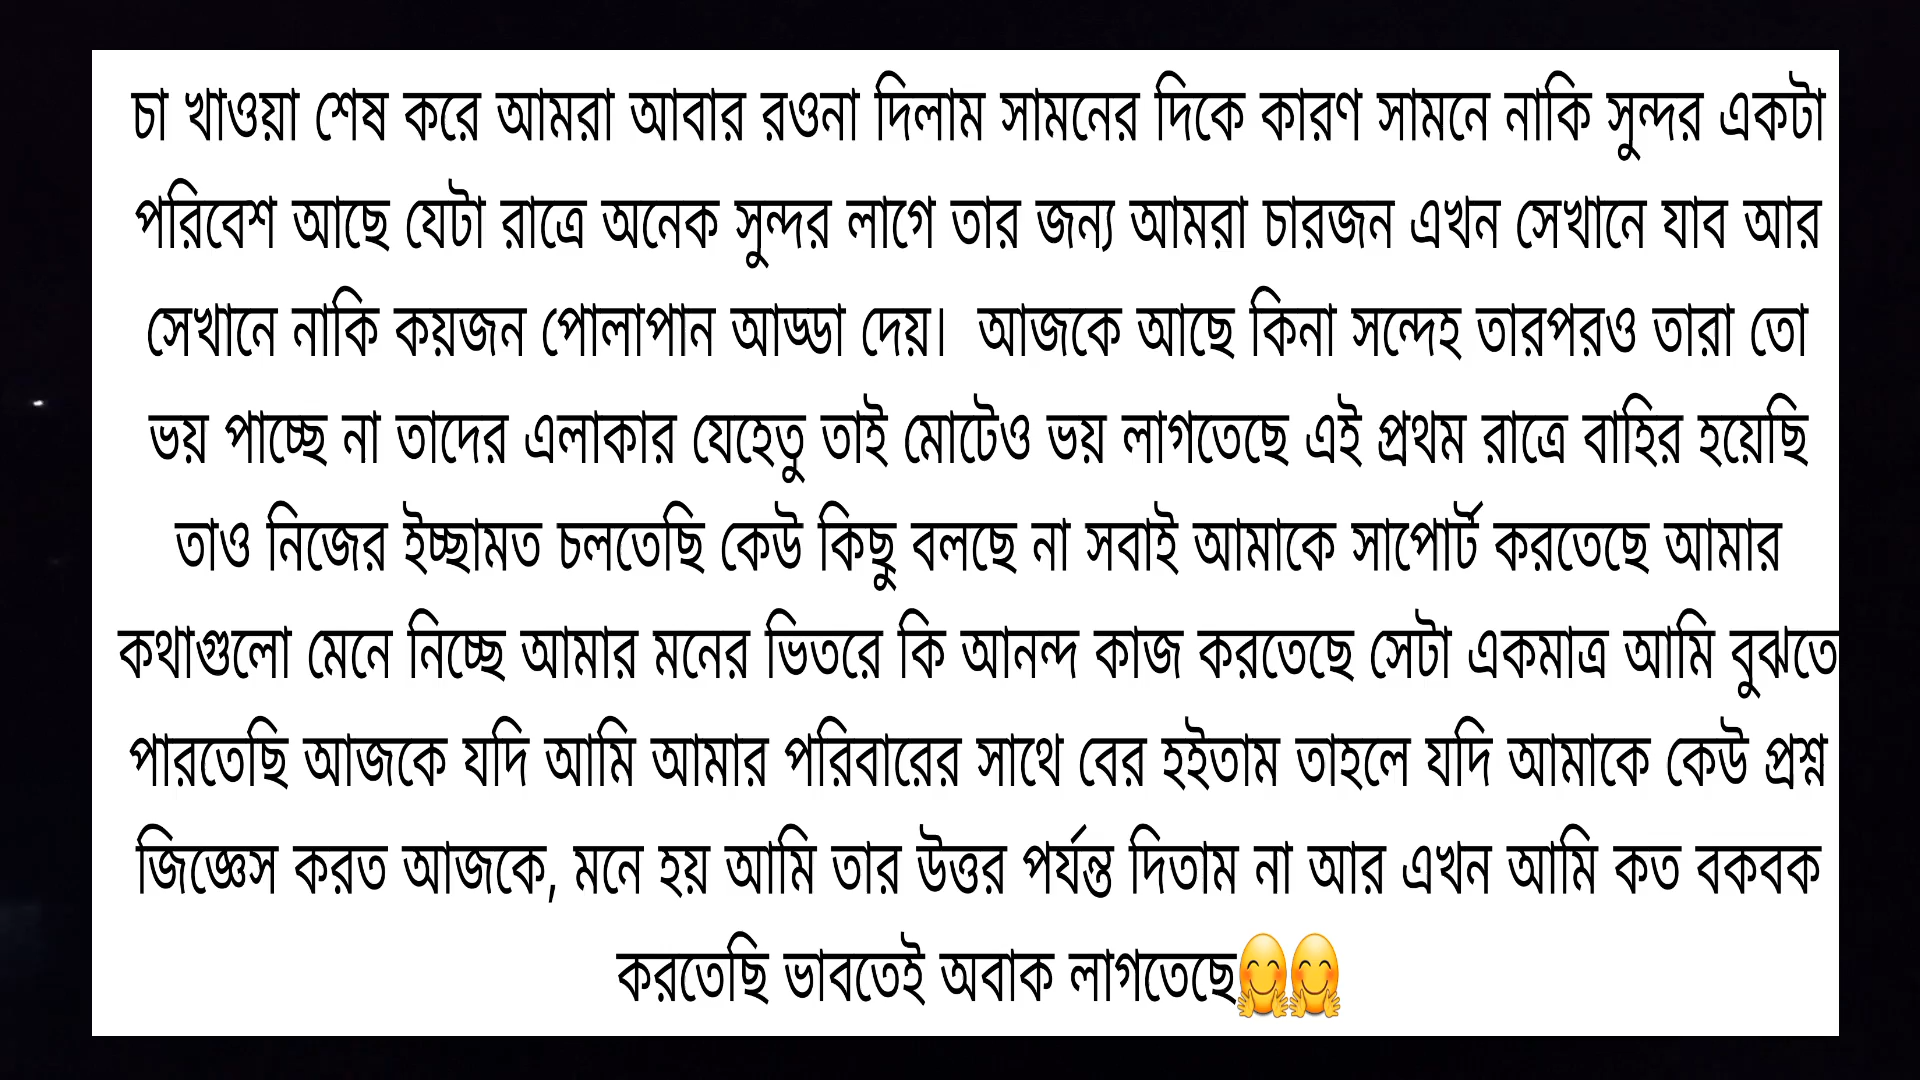 চা খাওয়া শেষ করে আমরা আবার রওনা দিলাম সামনের দিকে কারণ সামনে নাকি সুন্দর একটা
পরিবেশ আছে যেটা রাত্রে অনেক সুন্দর লাগে তার জন্য আমরা চারজন এখন সেখানে যাব আর
সেখানে নাকি কয়জন পোলাপান আড্ডা দেয়।  আজকে আছে কিনা সন্দেহ তারপরও তারা তো
ভয় পাচ্ছে না তাদের এলাকার যেহেতু তাই মোটেও ভয় লাগতেছে এই প্রথম রাত্রে বাহির হয়েছি
তাও নিজের ইচ্ছামত চলতেছি কেউ কিছু বলছে না সবাই আমাকে সাপোর্ট করতেছে আমার
কথাগুলো মেনে নিচ্ছে আমার মনের ভিতরে কি আনন্দ কাজ করতেছে সেটা একমাত্র আমি বুঝতে
পারতেছি আজকে যদি আমি আমার পরিবারের সাথে বের হইতাম তাহলে যদি আমাকে কেউ প্রশ্ন
জিজ্ঞেস করত আজকে, মনে হয় আমি তার উত্তর পর্যন্ত দিতাম না আর এখন আমি কত বকবক
করতেছি ভাবতেই অবাক লাগতেছে🤗🤗